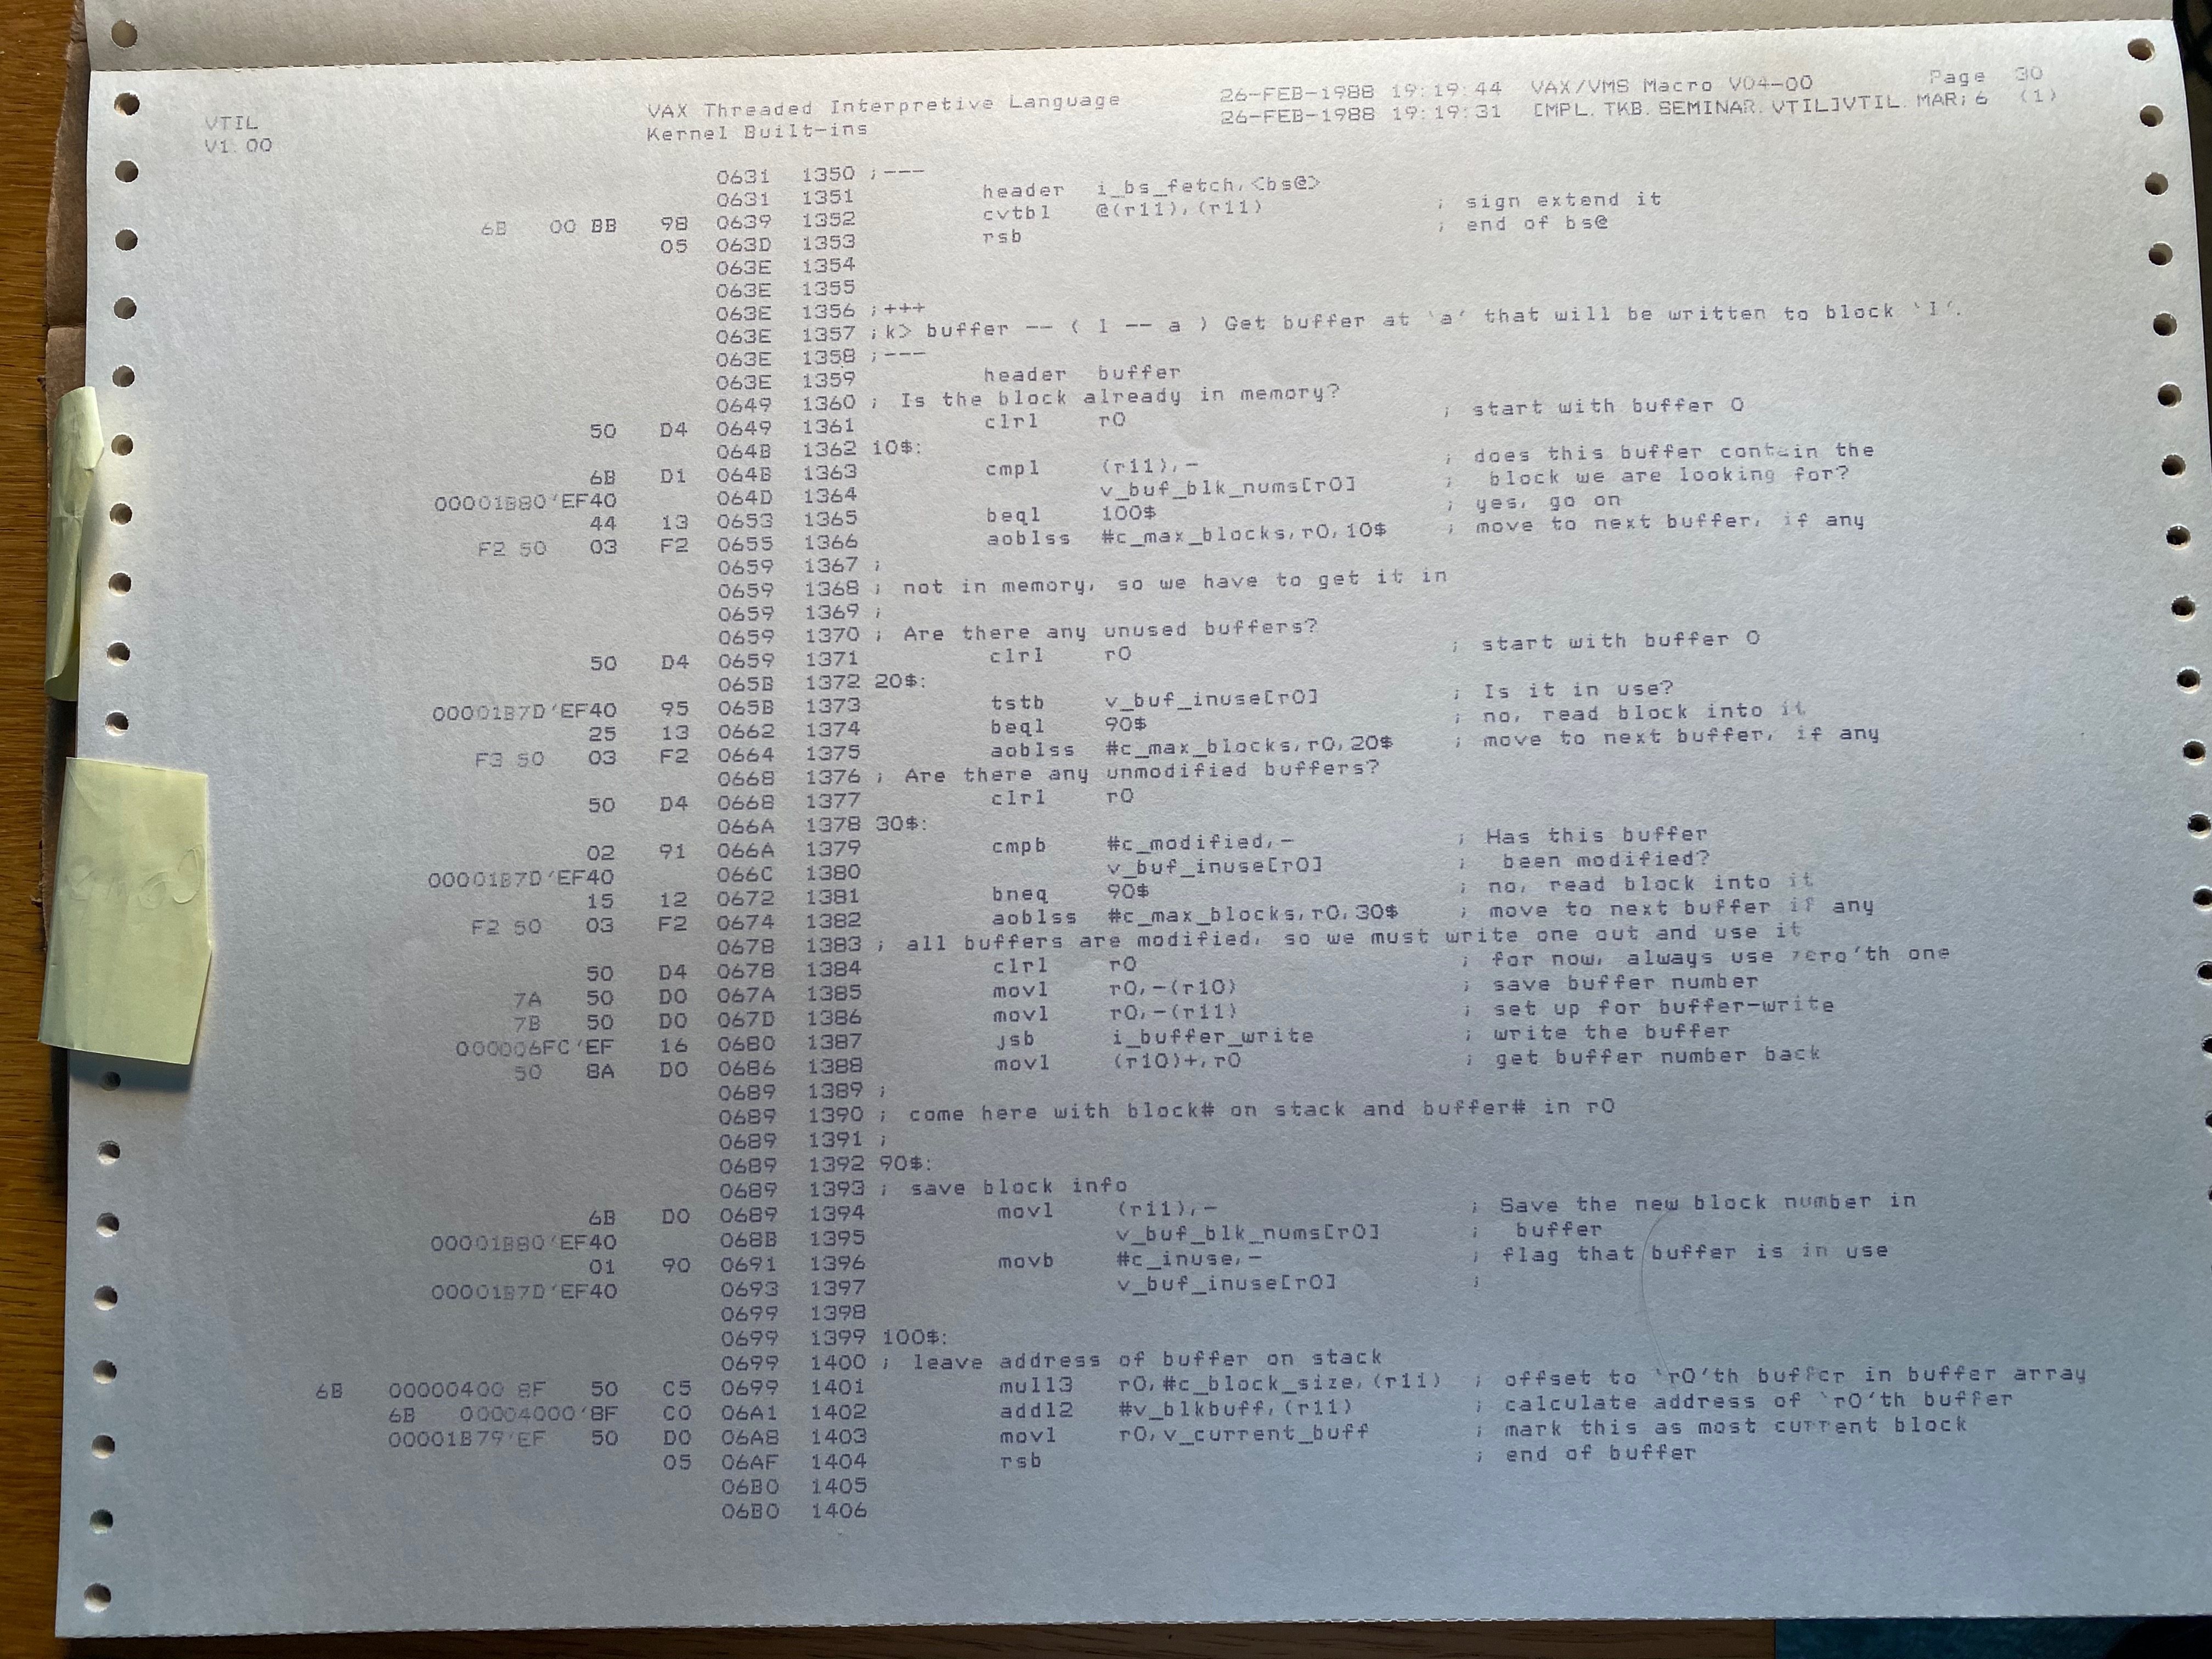 VTIL VAX Threaded Interpretive Language 26-FEB-1988 19:19:44 VAX/VMS Macro V04-00 Page 30
V1.00 Kernel Built-ins 26-FEB-1988 19:19:31 [MPL.TKB.SEMINAR.VTIL]VTIL.MAR;6 (1)
0631 1350 ;---
0631 1351 header i_bs_fetch,<bs@>
6B 00 BB 98 0639 1352 cvtbl @(r11),(r11) ; sign extend it
05 063D 1353 rsb ; end of bs@
063E 1354
063E 1355
063E 1356 ;+++
063E 1357 ;k> buffer -- ( l -- a ) Get buffer at `a' that will be written to block `I'.
063E 1358 ;---
063E 1359 header buffer
0649 1360 ; Is the block already in memory?
50 D4 0649 1361 clrl r0 ; start with buffer 0
064B 1362 10$:
6B D1 064B 1363 cmpl (r11),- ; does this buffer contain the
00001B80'EF40 064D 1364 v_buf_blk_nums[r0] ; block we are looking for?
44 13 0653 1365 beql 100$ ; yes, go on
F2 50 03 F2 0655 1366 aoblss #c_max_blocks,r0,10$ ; move to next buffer, if any
0659 1367 ;
0659 1368 ; not in memory, so we have to get it in
0659 1369 ;
0659 1370 ; Are there any unused buffers?
50 D4 0659 1371 clrl r0 ; start with buffer 0
065B 1372 20$:
00001B7D'EF40 95 065B 1373 tstb v_buf_inuse[r0] ; Is it in use?
25 13 0662 1374 beql 90$ ; no, read block into it
F3 50 03 F2 0664 1375 aoblss #c_max_blocks,r0,20$ ; move to next buffer, if any
0668 1376 ; Are there any unmodified buffers?
50 D4 0668 1377 clrl r0
066A 1378 30$:
02 91 066A 1379 cmpb #c_modified,- ; Has this buffer
00001B7D'EF40 066C 1380 v_buf_inuse[r0] ; been modified?
15 12 0672 1381 bneq 90$ ; no, read block into it
F2 50 03 F2 0674 1382 aoblss #c_max_blocks,r0,30$ ; move to next buffer if any
0678 1383 ; all buffers are modified, so we must write one out and use it
50 D4 0678 1384 clrl r0 ; for now, always use zero'th one
7A 50 D0 067A 1385 movl r0,-(r10) ; save buffer number
7B 50 D0 067D 1386 movl r0,-(r11) ; set up for buffer-write
000006FC'EF 16 0680 1387 jsb i_buffer_write ; write the buffer
50 8A D0 0686 1388 movl (r10)+,r0 ; get buffer number back
0689 1389 ;
0689 1390 ; come here with block# on stack and buffer# in r0
0689 1391 ;
0689 1392 90$:
0689 1393 ; save block info
6B D0 0689 1394 movl (r11),- ; Save the new block number in
00001B80'EF40 068B 1395 v_buf_blk_nums[r0] ; buffer
01 90 0691 1396 movb #c_inuse,- ; flag that buffer is in use
00001B7D'EF40 0693 1397 v_buf_inuse[r0] ;
0699 1398
0699 1399 100$:
0699 1400 ; leave address of buffer on stack
6B 00000400 8F 50 C5 0699 1401 mull3 r0,#c_block_size,(r11) ; offset to `r0'th buffer in buffer array
6B 00004000'8F C0 06A1 1402 addl2 #v_blkbuff,(r11) ; calculate address of `r0'th buffer
00001B79'EF 50 D0 06A8 1403 movl r0,v_current_buff ; mark this as most current block
05 06AF 1404 rsb ; end of buffer
06B0 1405
06B0 1406